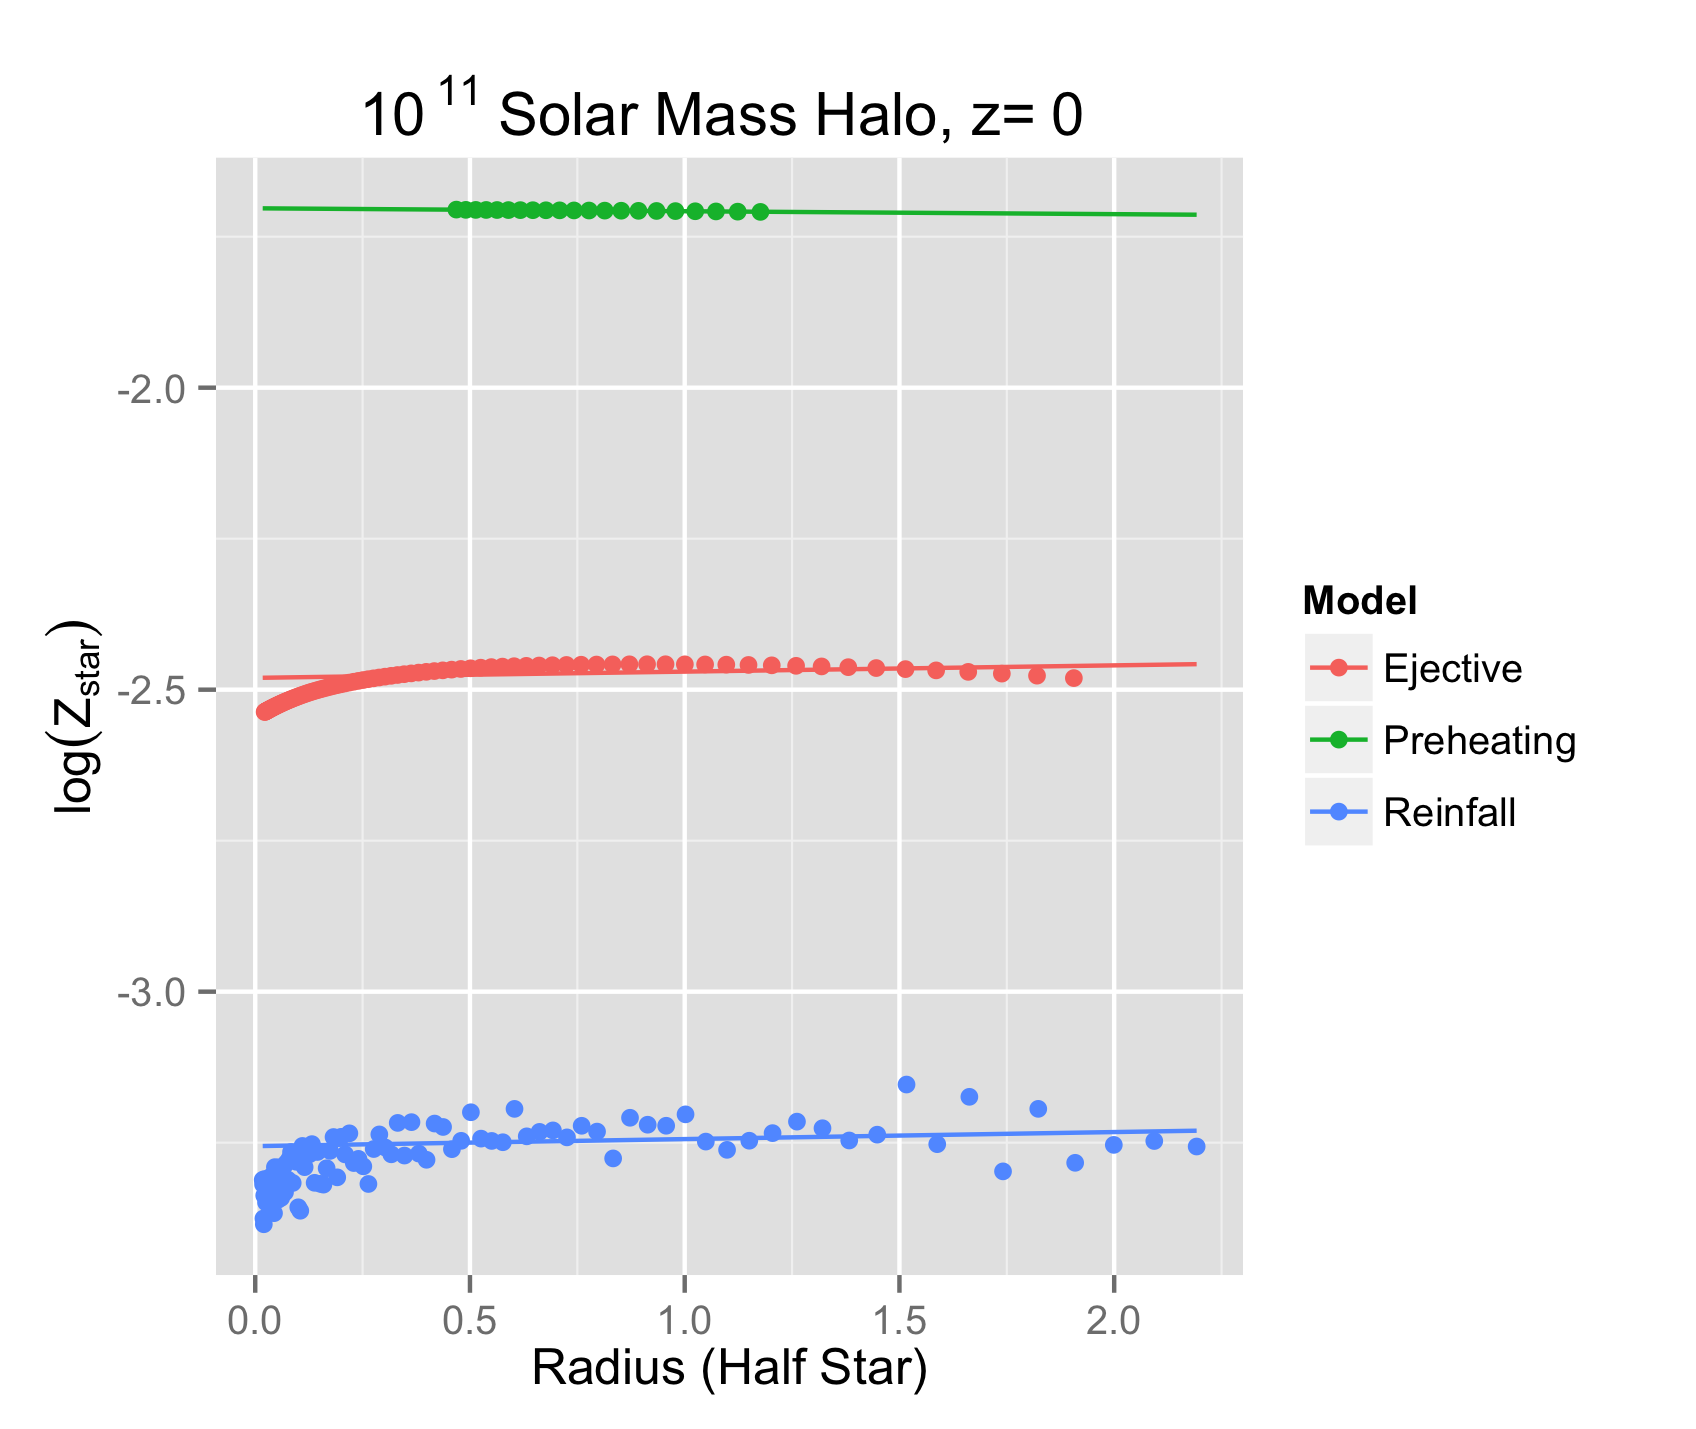 10 11 Solar Mass Halo, z= 0
-2.0
-2.5
-3.0
log(Zstar)
0.0 0.5 1.0 1.5 2.0
Radius (Half Star)
Model
Ejective
Preheating
Reinfall